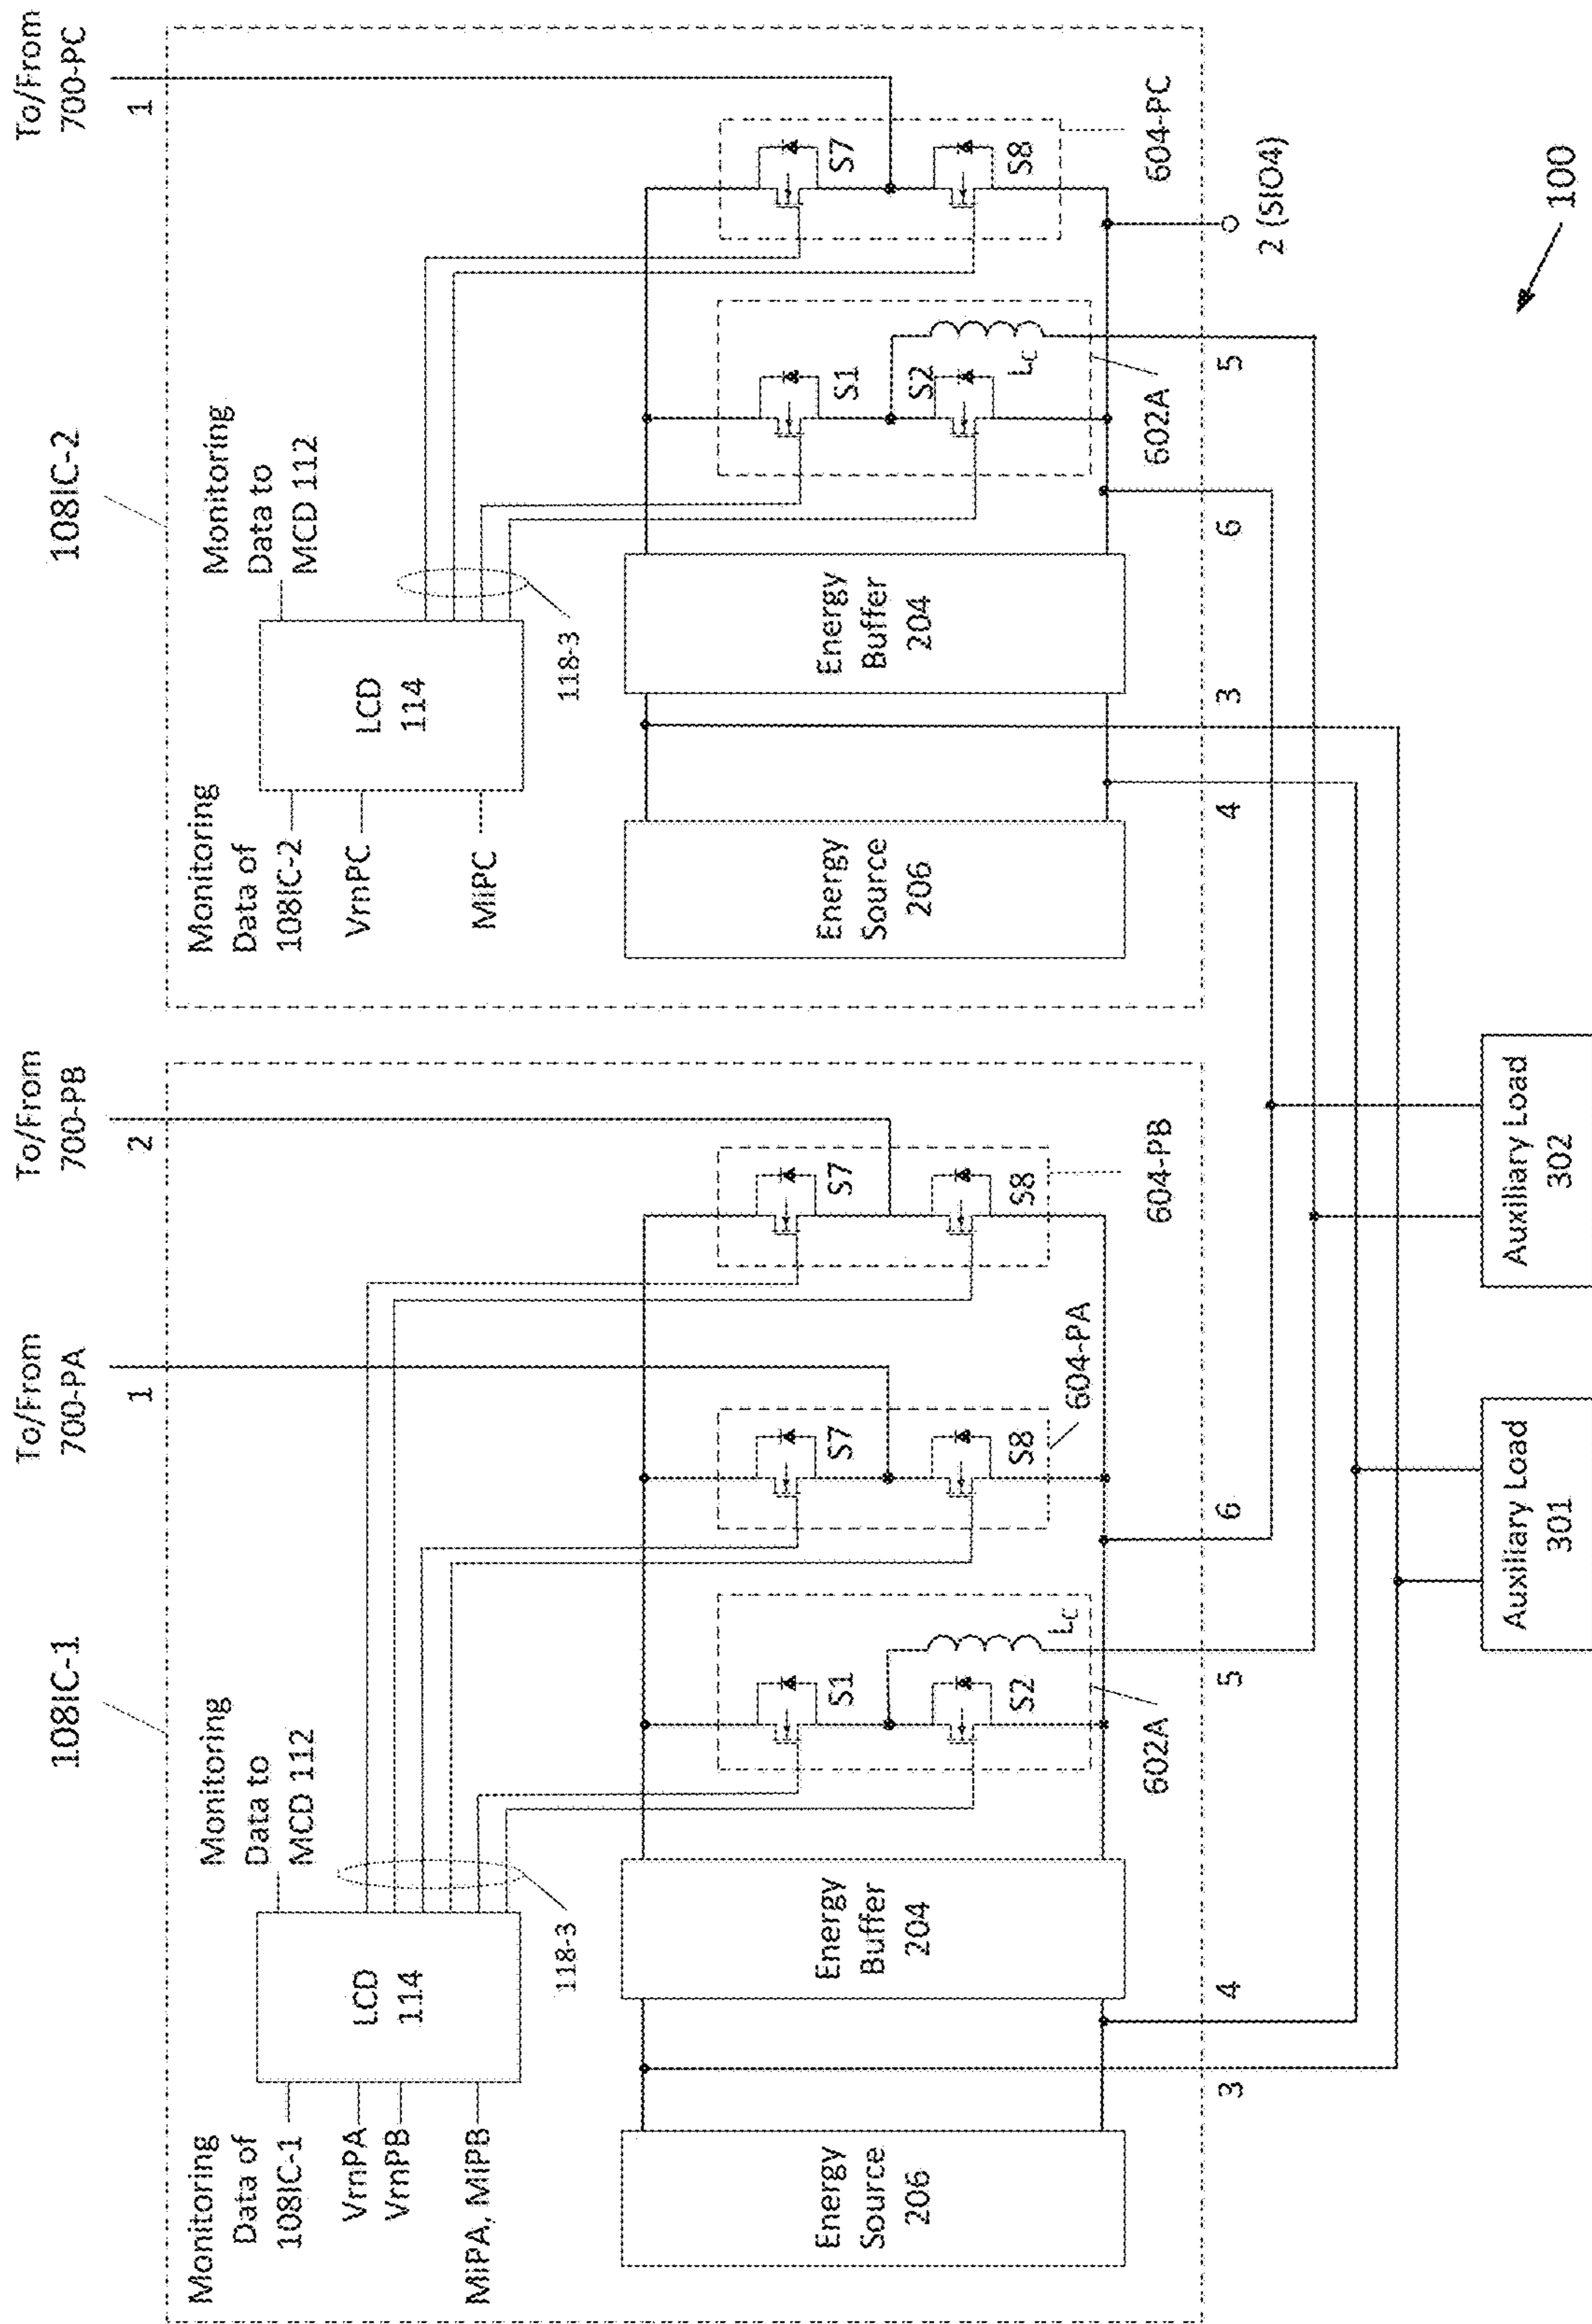 108IC-1
To/From
700-PA
1
To/From
700-PB
2
Monitoring
Data to
MCD 112
Monitoring
Data of
108IC-1
VrnPA
VrnPB
MiPA, MiPB
LCD
114
118-3
Energy
Source
206
Energy
Buffer
204
S1
S2
LC
602A
S7
S8
604-PA
S7
S8
604-PB
3
4
5
6
108IC-2
To/From
700-PC
1
Monitoring
Data to
MCD 112
Monitoring
Data of
108IC-2
VrnPC
MiPC
LCD
114
118-3
Energy
Source
206
Energy
Buffer
204
S1
S2
LC
602A
S7
S8
604-PC
4
3
6
5
2 (SIO4)
Auxiliary Load
301
Auxiliary Load
302
100